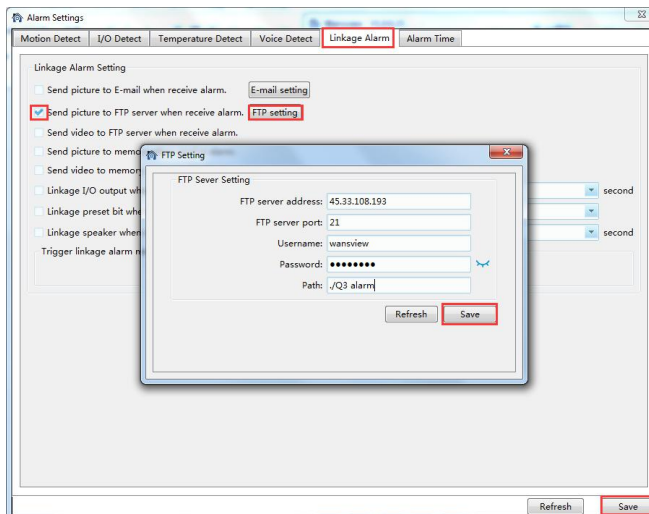 Alarm Settings
Motion Detect I/O Detect Temperature Detect Voice Detect Linkage Alarm Alarm Time
Linkage Alarm Setting
Send picture to E-mail when receive alarm. E-mail setting
Send picture to FTP server when receive alarm. FTP setting
Send video to FTP server when receive alarm.
Send picture to memo
Send video to memor
Linkage I/O output wh
second
Linkage preset bit whe
Linkage speaker when
second
Trigger linkage alarm
FTP Setting
FTP Sever Setting
FTP server address: 45.33.108.193
FTP server port: 21
Username: wansview
Password: ●●●●●●●●
Path: ./Q3 alarm
Refresh Save
Refresh Save